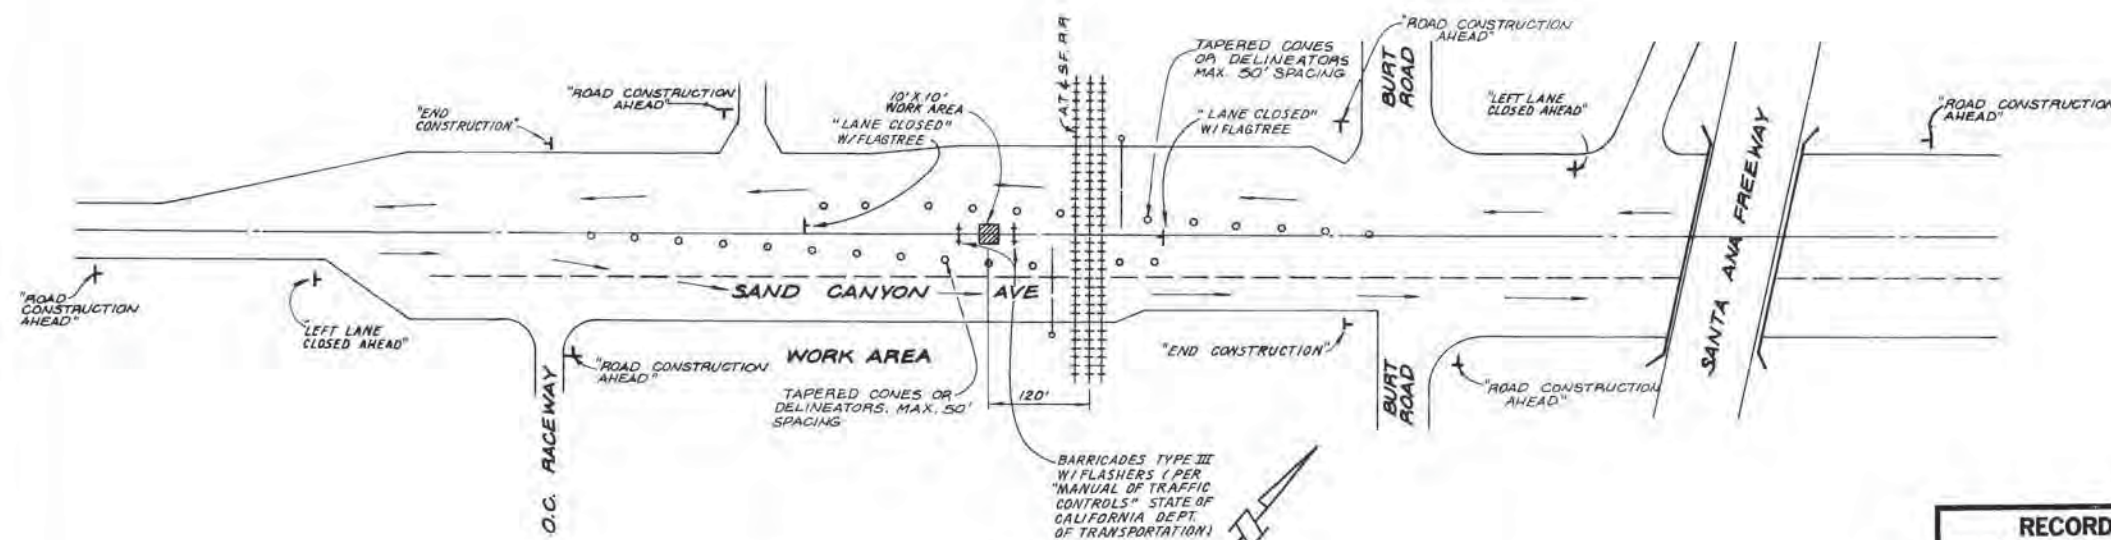 "ROAD CONSTRUCTION
AHEAD"
A.T. & S.F. R.R
TAPERED CONES
OR DELINEATORS
MAX. 50' SPACING
BURT
ROAD
"ROAD CONSTRUCTION
AHEAD"
"END
CONSTRUCTION"
10' X 10'
WORK AREA
"LANE CLOSED"
W/FLAGTREE
"LANE CLOSED"
W/FLAGTREE
"LEFT LANE
CLOSED AHEAD"
"ROAD CONSTRUCTION
AHEAD"
SANTA ANA FREEWAY
SAND CANYON AVE
"ROAD
CONSTRUCTION
AHEAD"
"LEFT LANE
CLOSED AHEAD"
O.C. RACEWAY
"ROAD CONSTRUCTION
AHEAD"
WORK AREA
TAPERED CONES OR
DELINEATORS, MAX. 50'
SPACING
120'
"END CONSTRUCTION"
BURT
ROAD
"ROAD CONSTRUCTION
AHEAD"
BARRICADES TYPE III
W/FLASHERS (PER
"MANUAL OF TRAFFIC
CONTROLS" STATE OF
CALIFORNIA DEPT.
OF TRANSPORTATION)
RECORD